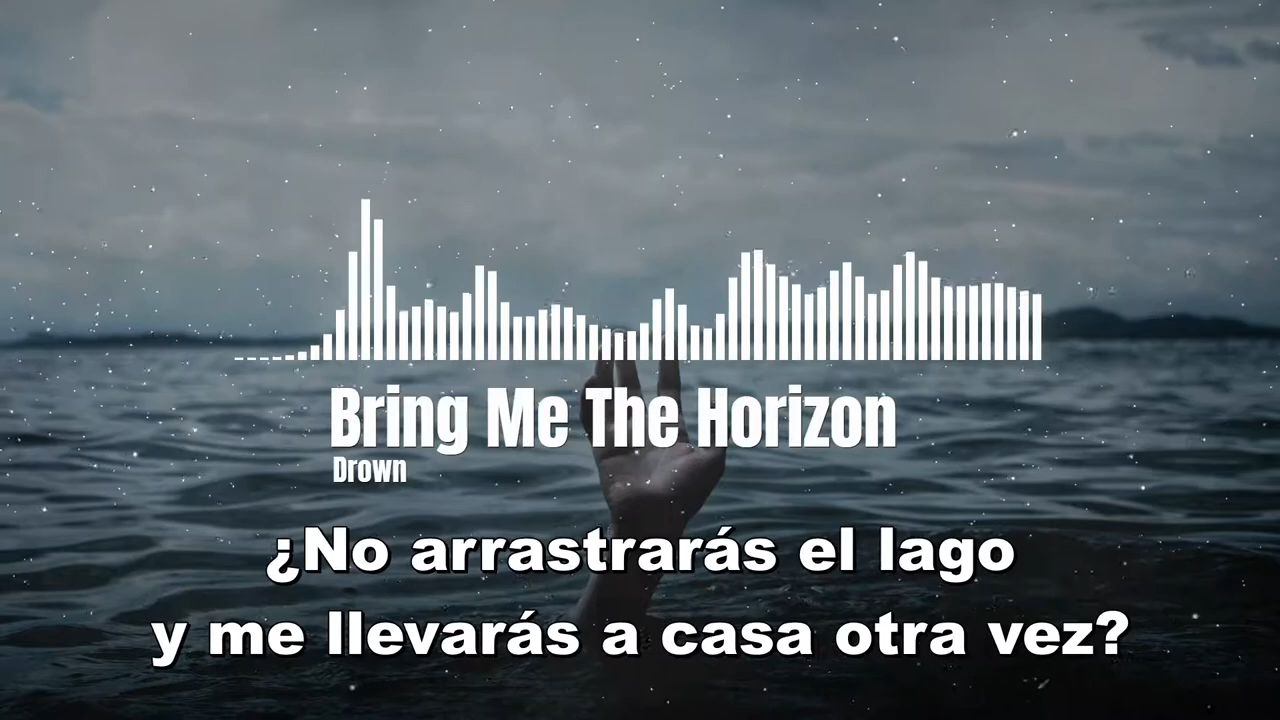 Bring Me The Horizon
Drown
¿No arrastrarás el lago
y me llevarás a casa otra vez?